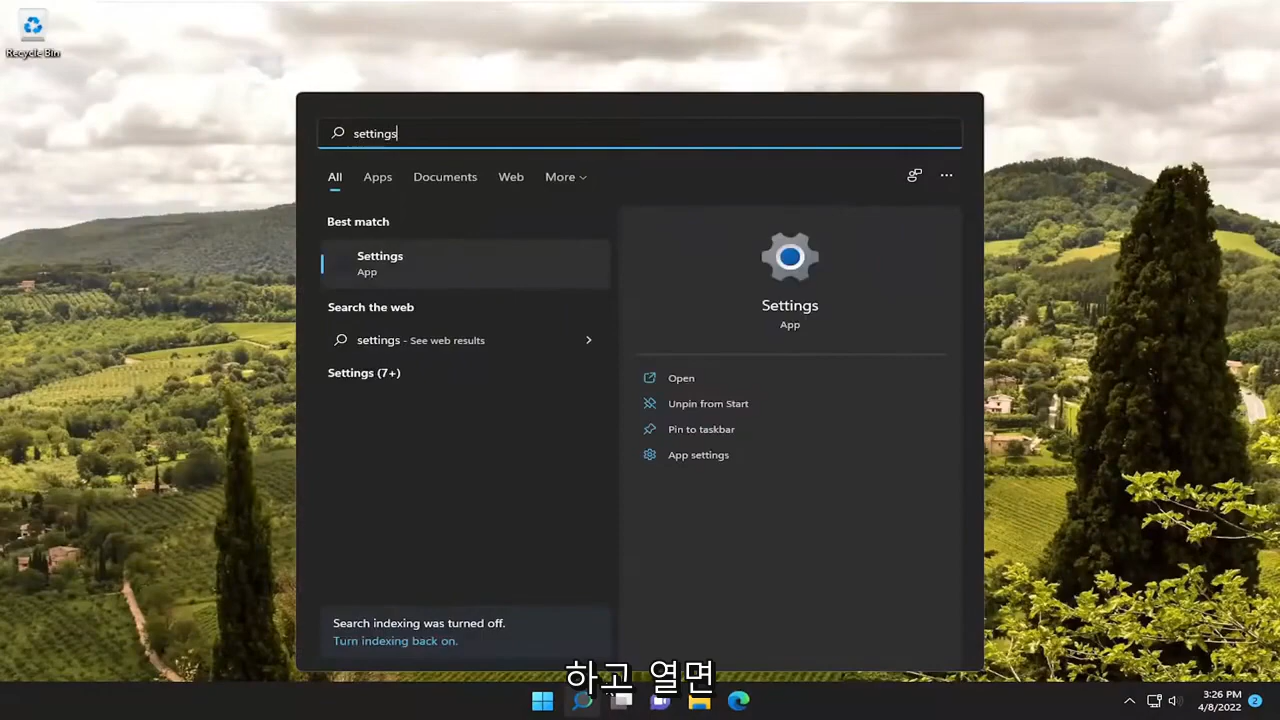 Recycle Bin
settings
All Apps Documents Web More
Best match
Settings
App
Search the web
settings - See web results
Settings (7+)
Settings
App
Open
Unpin from Start
Pin to taskbar
App settings
Search indexing was turned off.
Turn indexing back on.
하고 열면
3:26 PM
4/8/2022
2